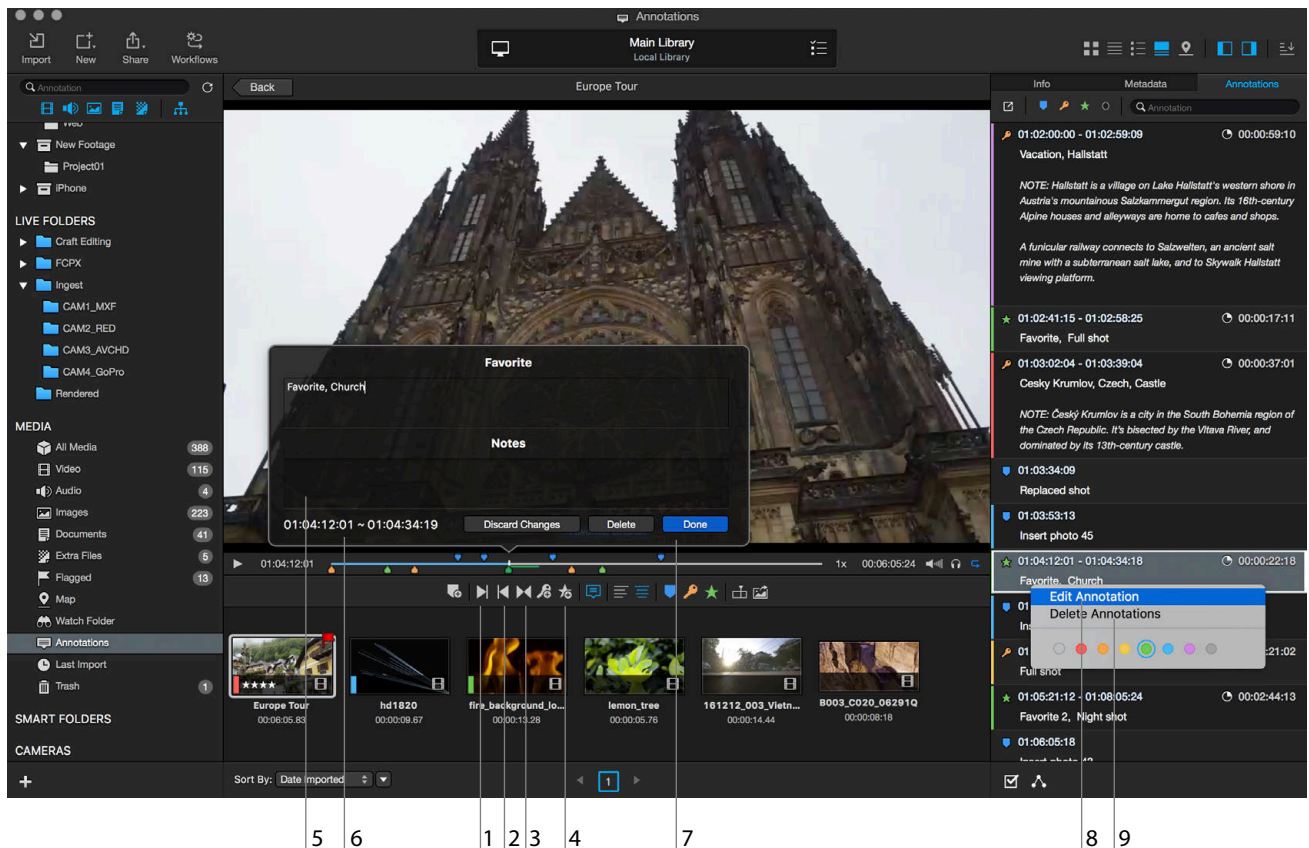 Annotations
Import
New
Share
Workflows
Main Library
Local Library
Annotation
Back
Europe Tour
Info
Metadata
Annotations
Annotation
Web
New Footage
Project01
iPhone
LIVE FOLDERS
Craft Editing
FCPX
Ingest
CAM1_MXF
CAM2_RED
CAM3_AVCHD
CAM4_GoPro
Rendered
MEDIA
All Media 388
Video 115
Audio 4
Images 223
Documents 41
Extra Files 5
Flagged 13
Map
Watch Folder
Annotations
Last Import
Trash 1
SMART FOLDERS
CAMERAS
Favorite
Favorite, Church
Notes
01:04:12:01 ~ 01:04:34:19
Discard Changes
Delete
Done
01:04:12:01
1x 00:06:05:24
Europe Tour
00:06:05.83
hd1820
00:00:09.67
fire_background_lo...
00:00:13.28
lemon_tree
00:00:05.76
161212_003_Vietn...
00:00:14.44
B003_C020_06291Q
00:00:08:18
Sort By: Date Imported
1
01:02:00:00 - 01:02:59:09 00:00:59:10
Vacation, Hallstatt
NOTE: Hallstatt is a village on Lake Hallstatt's western shore in
Austria's mountainous Salzkammergut region. Its 16th-century
Alpine houses and alleyways are home to cafes and shops.
A funicular railway connects to Salzwelten, an ancient salt
mine with a subterranean salt lake, and to Skywalk Hallstatt
viewing platform.
01:02:41:15 - 01:02:58:25 00:00:17:11
Favorite, Full shot
01:03:02:04 - 01:03:39:04 00:00:37:01
Cesky Krumlov, Czech, Castle
NOTE: Český Krumlov is a city in the South Bohemia region of
the Czech Republic. It's bisected by the Vltava River, and
dominated by its 13th-century castle.
01:03:34:09
Replaced shot
01:03:53:13
Insert photo 45
01:04:12:01 - 01:04:34:18 00:00:22:18
Favorite, Church
Edit Annotation
Delete Annotations
01
Ins
01 :21:02
Full shot
01:05:21:12 - 01:08:05:24 00:02:44:13
Favorite 2, Night shot
01:06:05:18
Insert photo 43
5 6 1 2 3 4 7 8 9